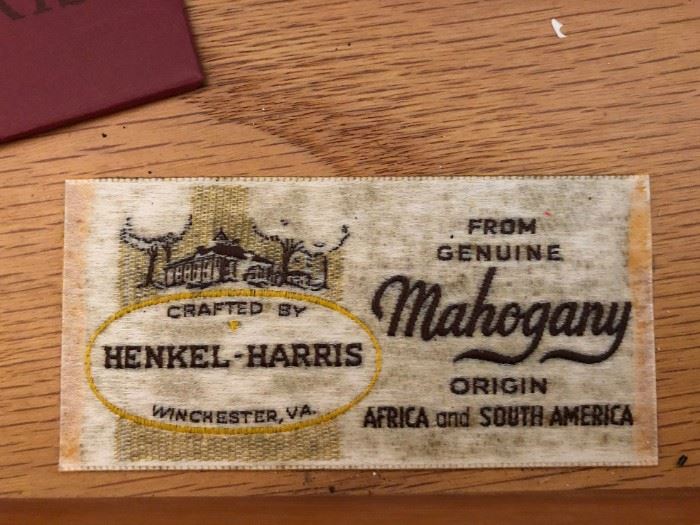 CRAFTED BY
HENKEL-HARRIS
WINCHESTER, VA.
FROM
GENUINE
Mahogany
ORIGIN
AFRICA and SOUTH AMERICA